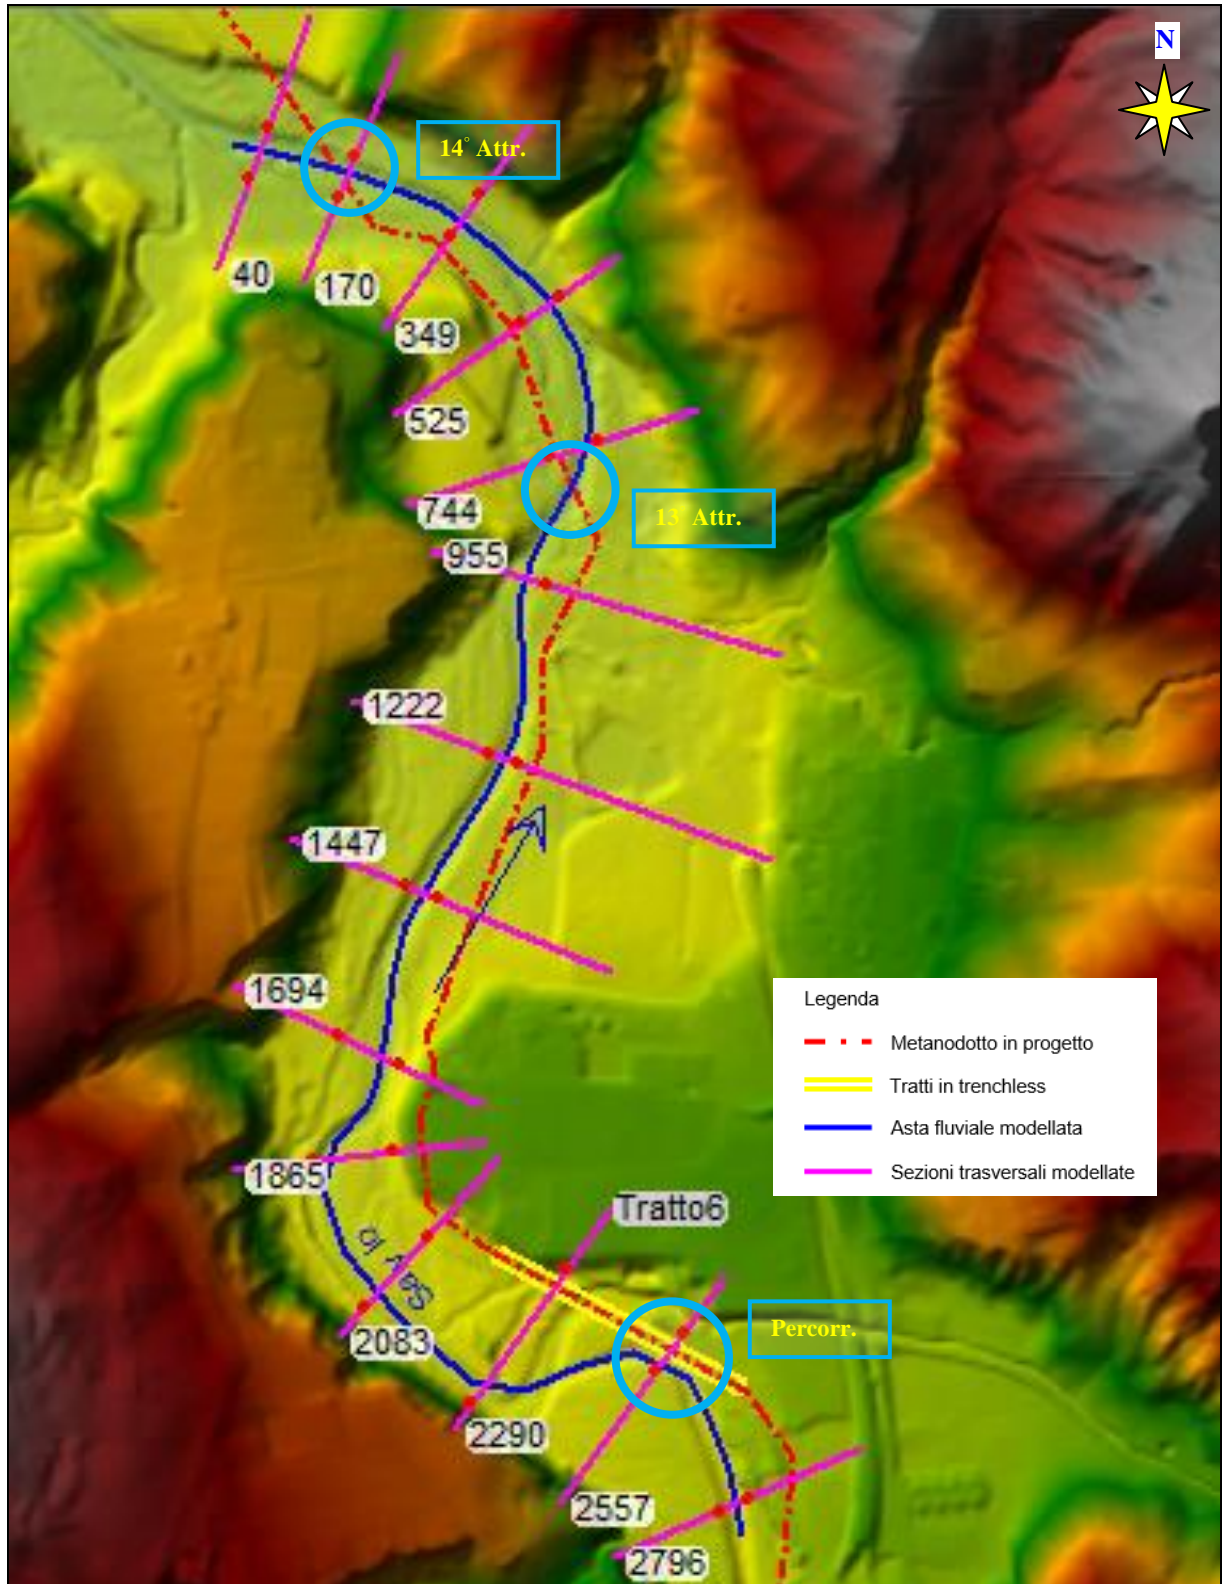 N
14° Attr.
40
170
349
525
744
13° Attr.
955
1222
1447
1694
Legenda
Metanodotto in progetto
Tratti in trenchless
Asta fluviale modellata
Sezioni trasversali modellate
1865
Tratto6
Percorr.
2083
2290
2557
2796